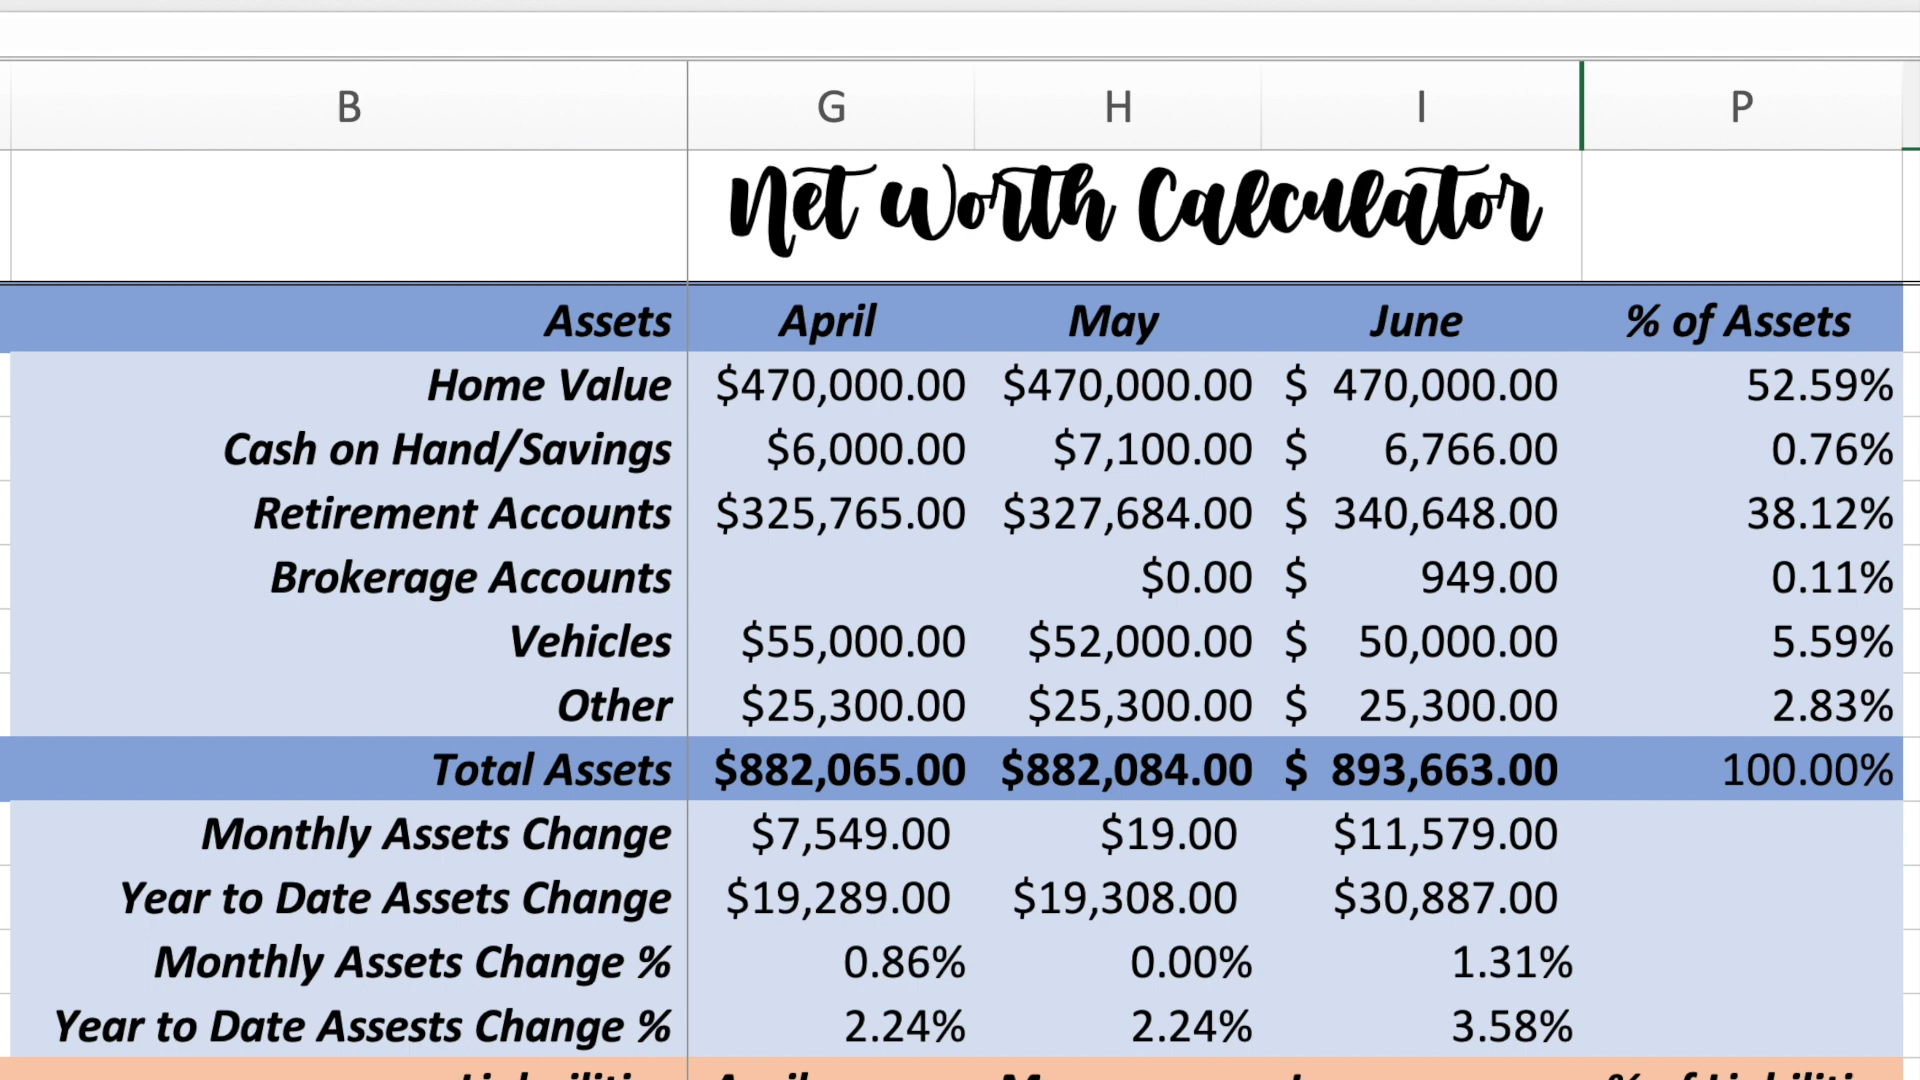 B G H I P
Net Worth Calculator
Assets April May June % of Assets
Home Value $470,000.00 $470,000.00 $ 470,000.00 52.59%
Cash on Hand/Savings $6,000.00 $7,100.00 $ 6,766.00 0.76%
Retirement Accounts $325,765.00 $327,684.00 $ 340,648.00 38.12%
Brokerage Accounts $0.00 $ 949.00 0.11%
Vehicles $55,000.00 $52,000.00 $ 50,000.00 5.59%
Other $25,300.00 $25,300.00 $ 25,300.00 2.83%
Total Assets $882,065.00 $882,084.00 $ 893,663.00 100.00%
Monthly Assets Change $7,549.00 $19.00 $11,579.00
Year to Date Assets Change $19,289.00 $19,308.00 $30,887.00
Monthly Assets Change % 0.86% 0.00% 1.31%
Year to Date Assests Change % 2.24% 2.24% 3.58%